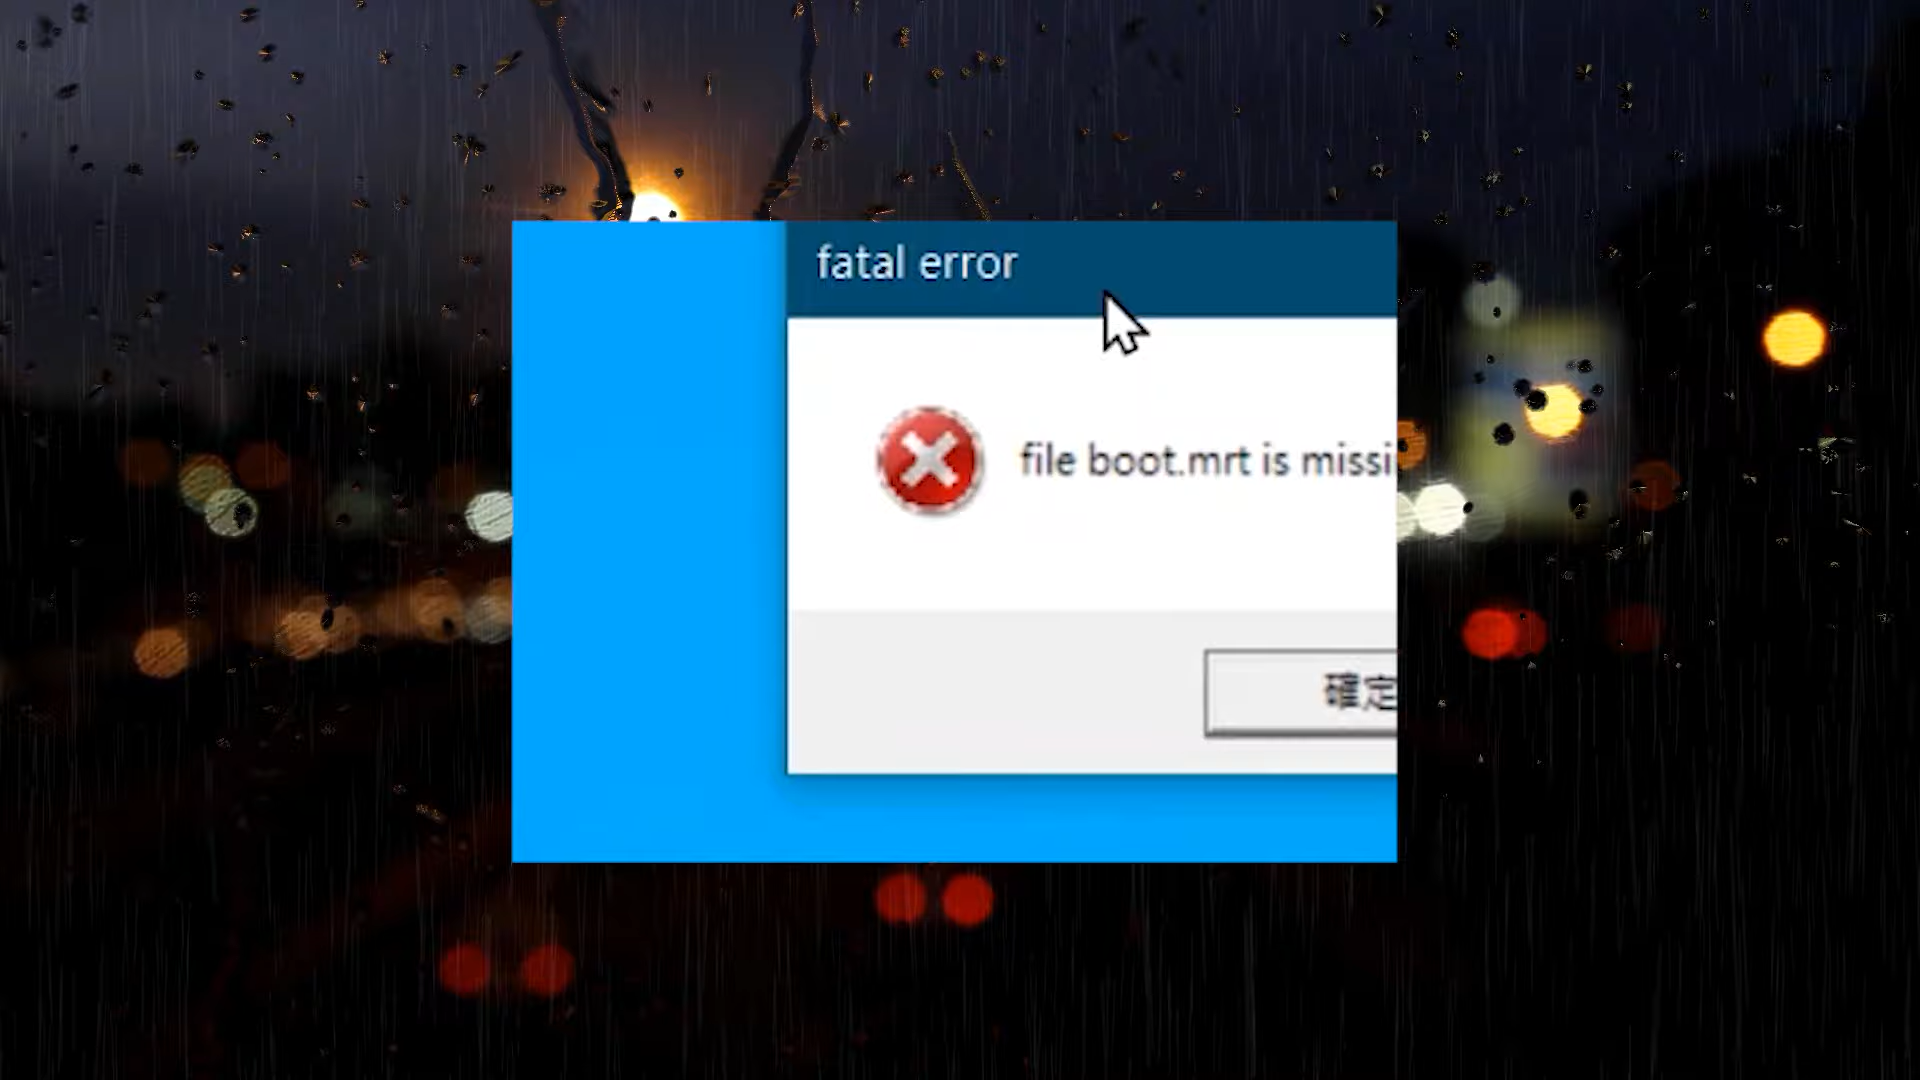 fatal error
file boot.mrt is missi
確定